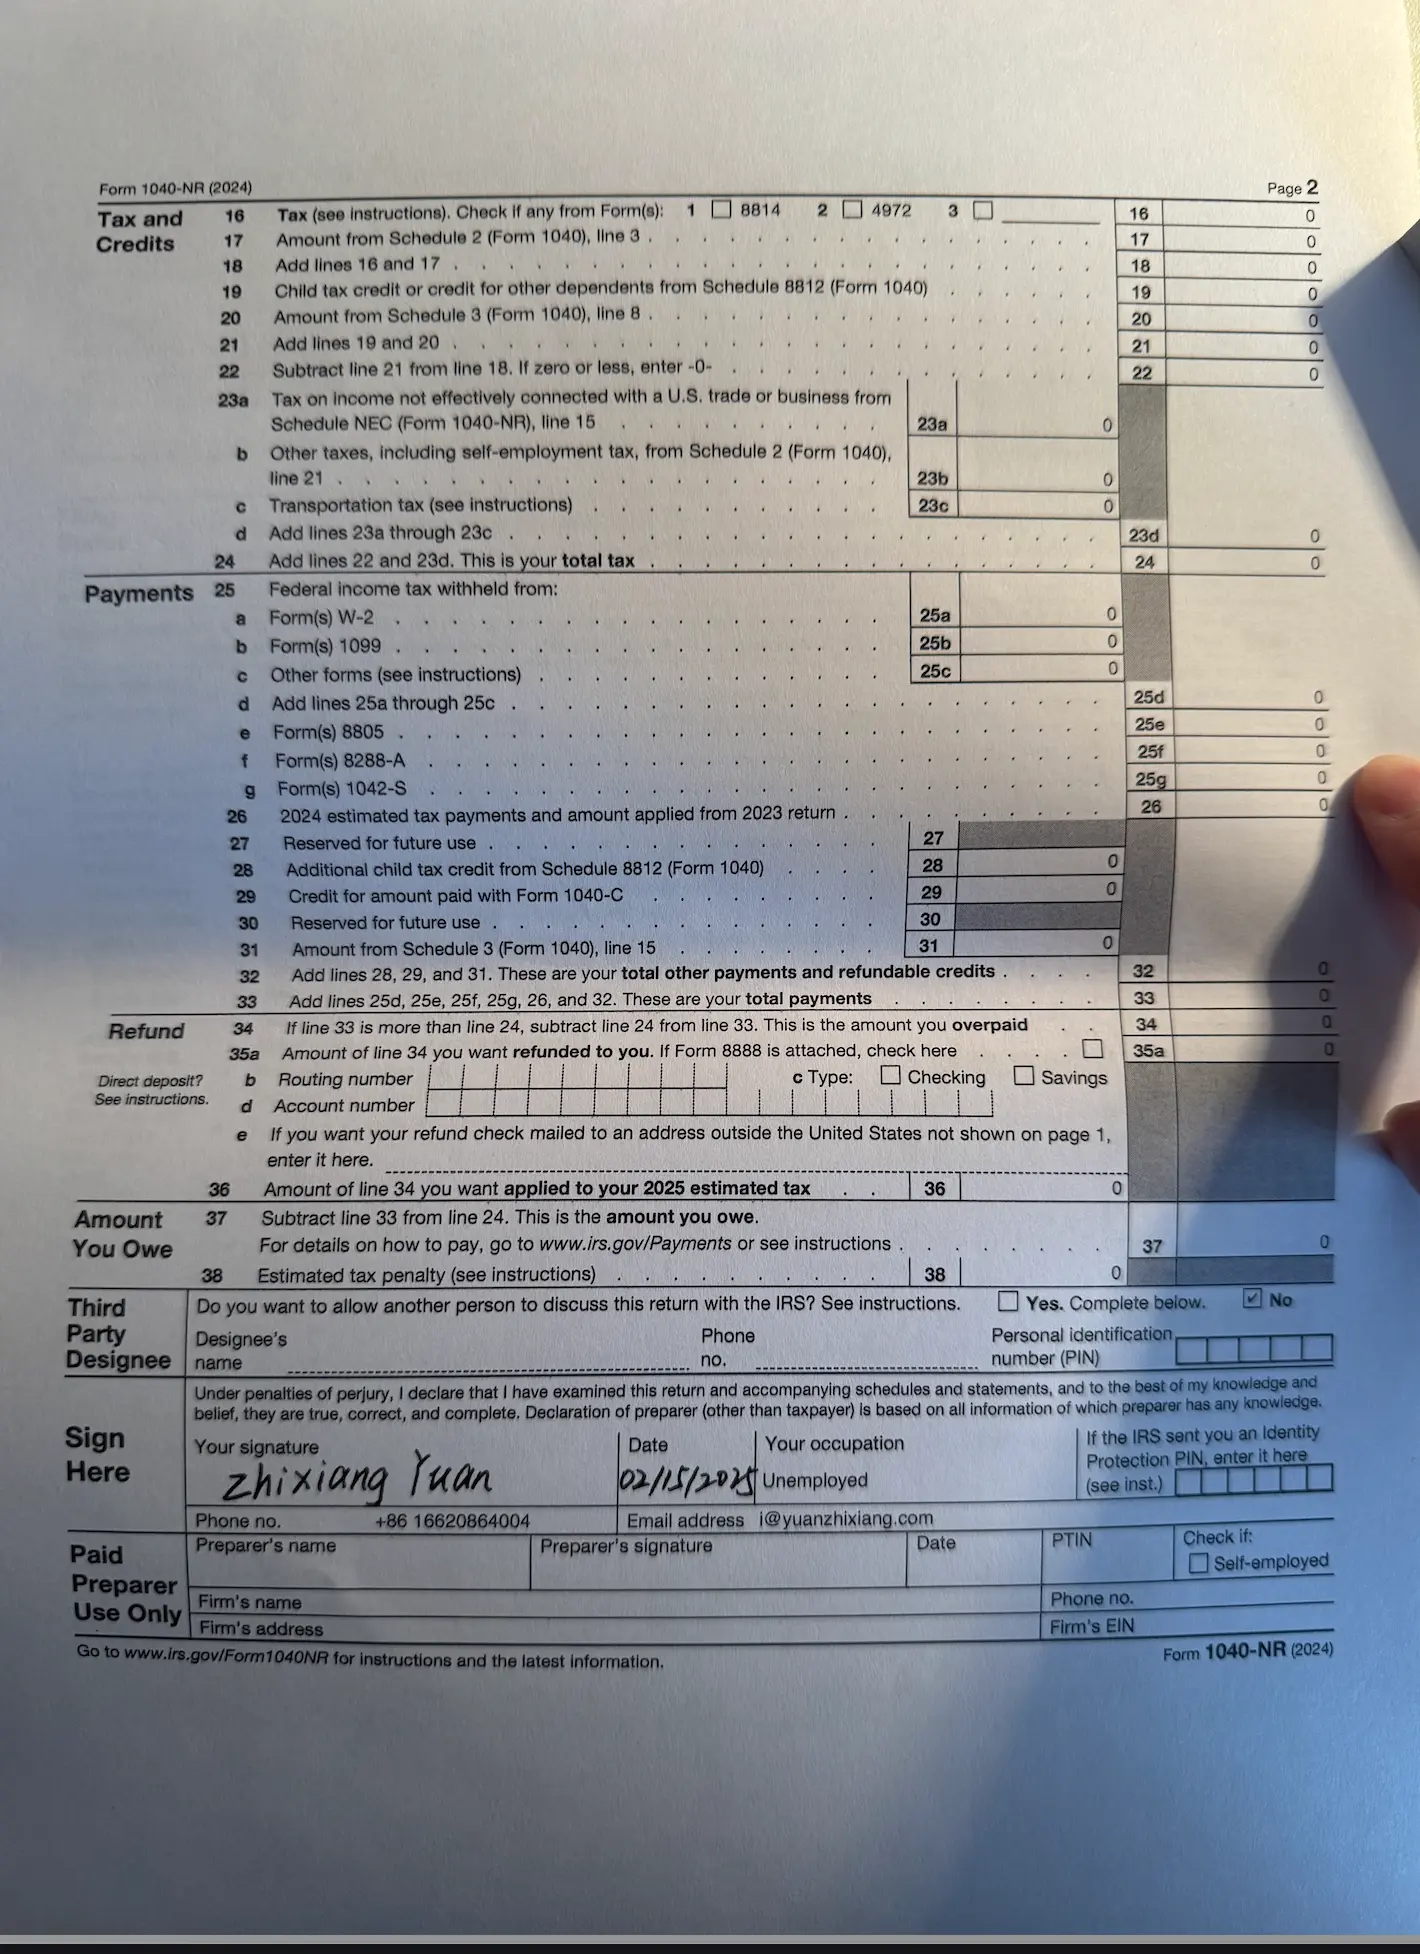 Form 1040-NR (2024) Page 2
Tax and Credits 16 Tax (see instructions). Check if any from Form(s): 1 8814 2 4972 3 16 0
17 Amount from Schedule 2 (Form 1040), line 3 17 0
18 Add lines 16 and 17 18 0
19 Child tax credit or credit for other dependents from Schedule 8812 (Form 1040) 19 0
20 Amount from Schedule 3 (Form 1040), line 8 20 0
21 Add lines 19 and 20 21 0
22 Subtract line 21 from line 18. If zero or less, enter -0- 22 0
23a Tax on income not effectively connected with a U.S. trade or business from
Schedule NEC (Form 1040-NR), line 15 23a 0
b Other taxes, including self-employment tax, from Schedule 2 (Form 1040),
line 21 23b 0
c Transportation tax (see instructions) 23c 0
d Add lines 23a through 23c 23d 0
24 Add lines 22 and 23d. This is your total tax 24 0
Payments 25 Federal income tax withheld from:
a Form(s) W-2 25a 0
b Form(s) 1099 25b 0
c Other forms (see instructions) 25c 0
d Add lines 25a through 25c 25d 0
e Form(s) 8805 25e 0
f Form(s) 8288-A 25f 0
g Form(s) 1042-S 25g 0
26 2024 estimated tax payments and amount applied from 2023 return 26 0
27 Reserved for future use 27
28 Additional child tax credit from Schedule 8812 (Form 1040) 28 0
29 Credit for amount paid with Form 1040-C 29 0
30 Reserved for future use 30
31 Amount from Schedule 3 (Form 1040), line 15 31 0
32 Add lines 28, 29, and 31. These are your total other payments and refundable credits 32 0
33 Add lines 25d, 25e, 25f, 25g, 26, and 32. These are your total payments 33 0
Refund 34 If line 33 is more than line 24, subtract line 24 from line 33. This is the amount you overpaid 34 0
35a Amount of line 34 you want refunded to you. If Form 8888 is attached, check here 35a 0
Direct deposit? See instructions. b Routing number c Type: Checking Savings
d Account number
e If you want your refund check mailed to an address outside the United States not shown on page 1,
enter it here.
36 Amount of line 34 you want applied to your 2025 estimated tax 36 0
Amount You Owe 37 Subtract line 33 from line 24. This is the amount you owe.
For details on how to pay, go to www.irs.gov/Payments or see instructions 37 0
38 Estimated tax penalty (see instructions) 38 0
Third Party Designee Do you want to allow another person to discuss this return with the IRS? See instructions. Yes. Complete below. ✓ No
Designee's name Phone no. Personal identification number (PIN)
Sign Here Under penalties of perjury, I declare that I have examined this return and accompanying schedules and statements, and to the best of my knowledge and
belief, they are true, correct, and complete. Declaration of preparer (other than taxpayer) is based on all information of which preparer has any knowledge.
Your signature Date Your occupation If the IRS sent you an Identity Protection PIN, enter it here (see inst.)
Zhixiang Yuan 02/15/2025 Unemployed
Phone no. +86 16620864004 Email address i@yuanzhixiang.com
Paid Preparer Use Only Preparer's name Preparer's signature Date PTIN Check if: Self-employed
Firm's name Phone no.
Firm's address Firm's EIN
Go to www.irs.gov/Form1040NR for instructions and the latest information. Form 1040-NR (2024)